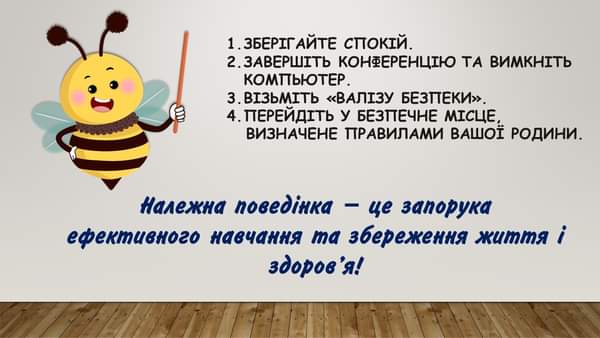 1. ЗБЕРІГАЙТЕ СПОКІЙ.
2. ЗАВЕРШІТЬ КОНФЕРЕНЦІЮ ТА ВИМКНІТЬ
КОМП'ЮТЕР.
3. ВІЗЬМІТЬ «ВАЛІЗУ БЕЗПЕКИ».
4. ПЕРЕЙДІТЬ У БЕЗПЕЧНЕ МІСЦЕ,
ВИЗНАЧЕНЕ ПРАВИЛАМИ ВАШОЇ РОДИНИ.
Належна поведінка – це запорука
ефективного навчання та збереження життя і
здоров'я!